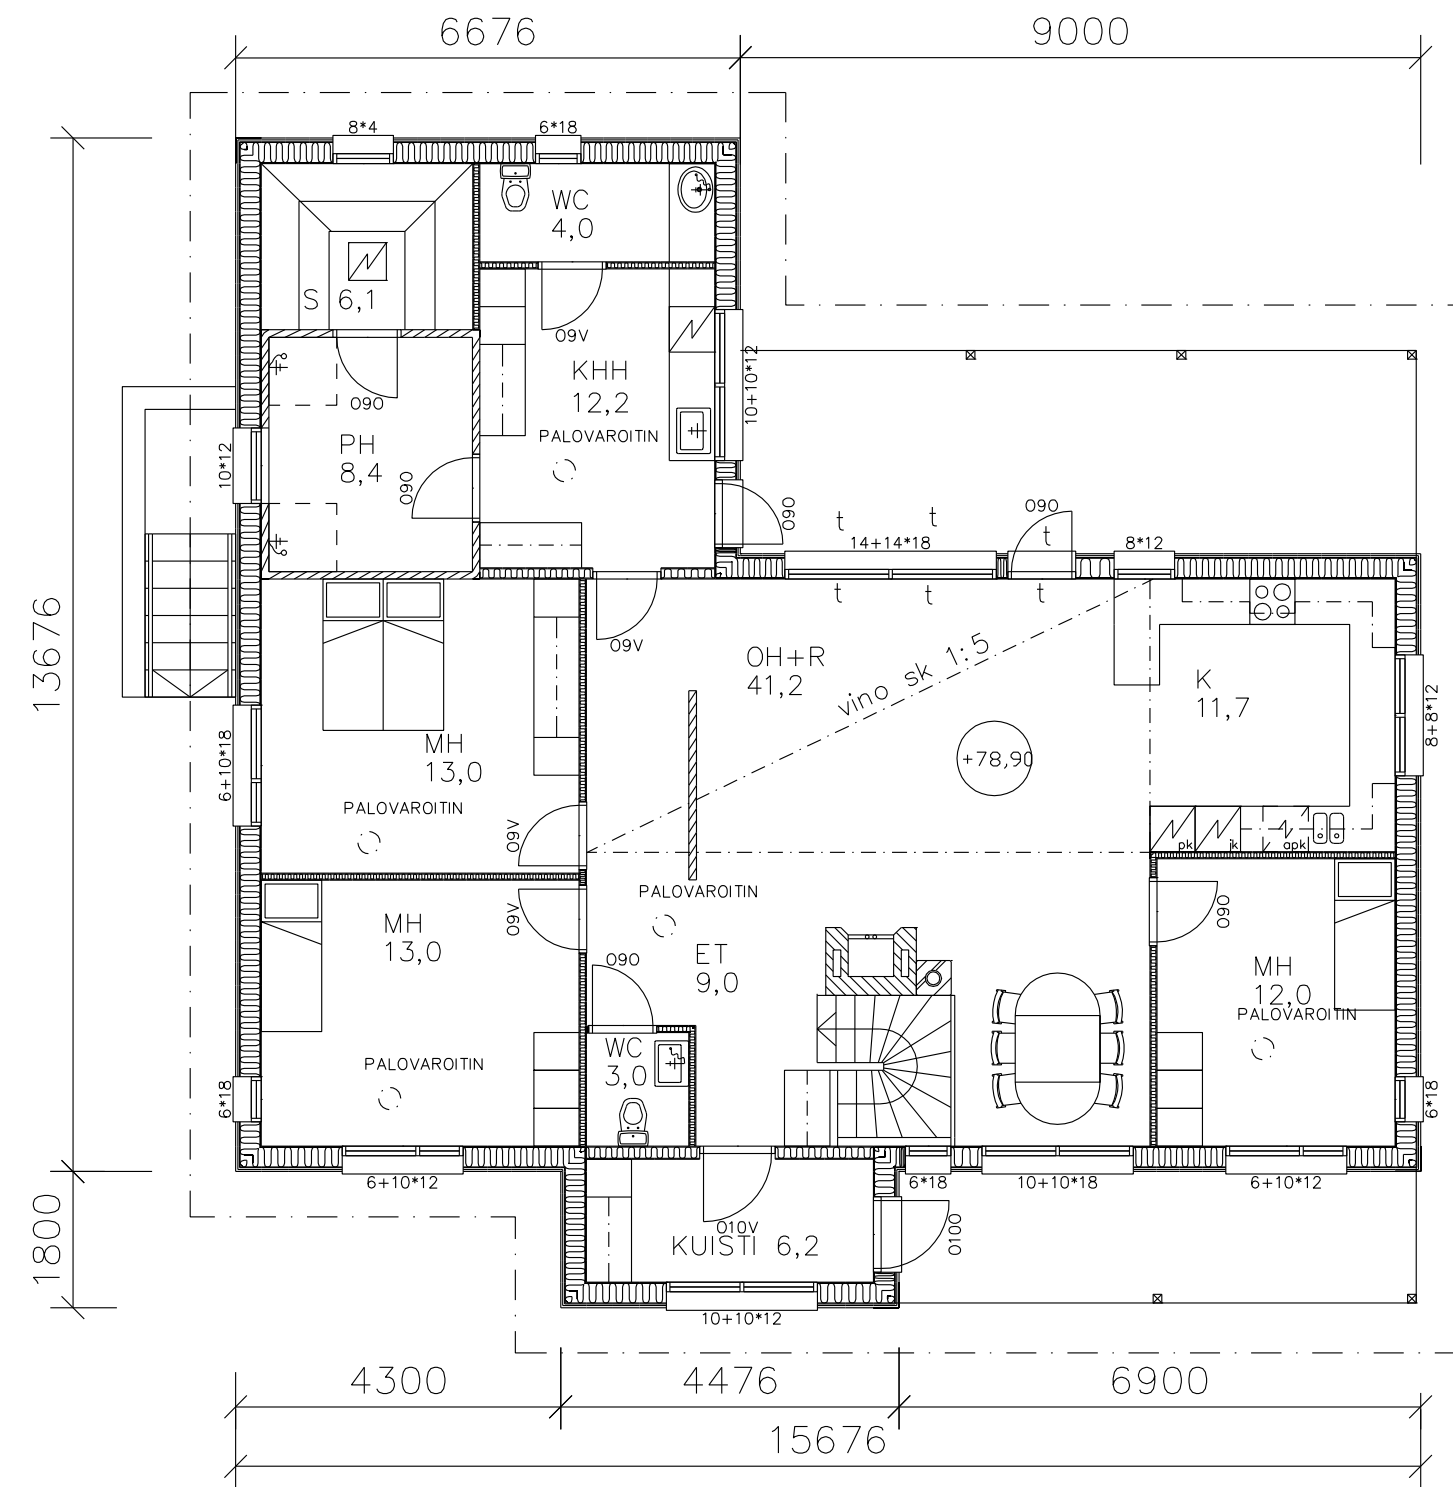 6676
9000
8*4
6*18
WC
4,0
S 6,1
09V
KHH
12,2
10+10*12
PALOVAROITIN
090
PH
8,4
10*12
090
090
t
t
090
t
14+14*18
8*12
t
t
t
13676
09V
OH+R
41,2
vino sk 1:5
K
11,7
8+8*12
6+10*18
MH
13,0
+78,90
PALOVAROITIN
09V
pk
jk
apk
PALOVAROITIN
09V
MH
13,0
090
ET
9,0
090
MH
12,0
PALOVAROITIN
WC
3,0
PALOVAROITIN
6*18
6*18
6+10*12
6*18
10+10*18
6+10*12
1800
010V
KUISTI 6,2
0100
10+10*12
4300
4476
6900
15676